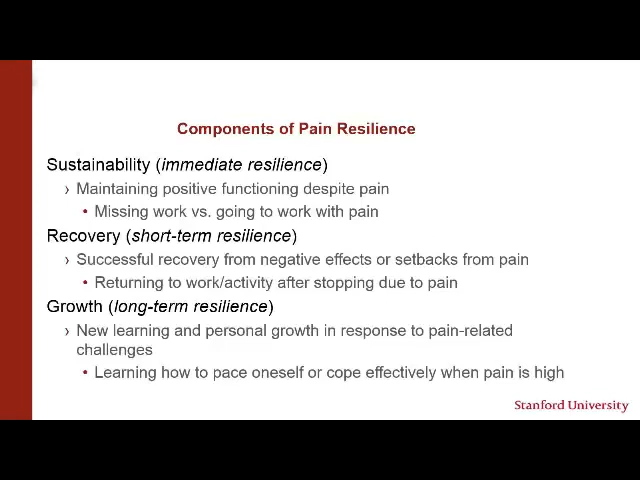 Components of Pain Resilience
Sustainability (immediate resilience)
› Maintaining positive functioning despite pain
• Missing work vs. going to work with pain
Recovery (short-term resilience)
› Successful recovery from negative effects or setbacks from pain
• Returning to work/activity after stopping due to pain
Growth (long-term resilience)
› New learning and personal growth in response to pain-related
challenges
• Learning how to pace oneself or cope effectively when pain is high
Stanford University